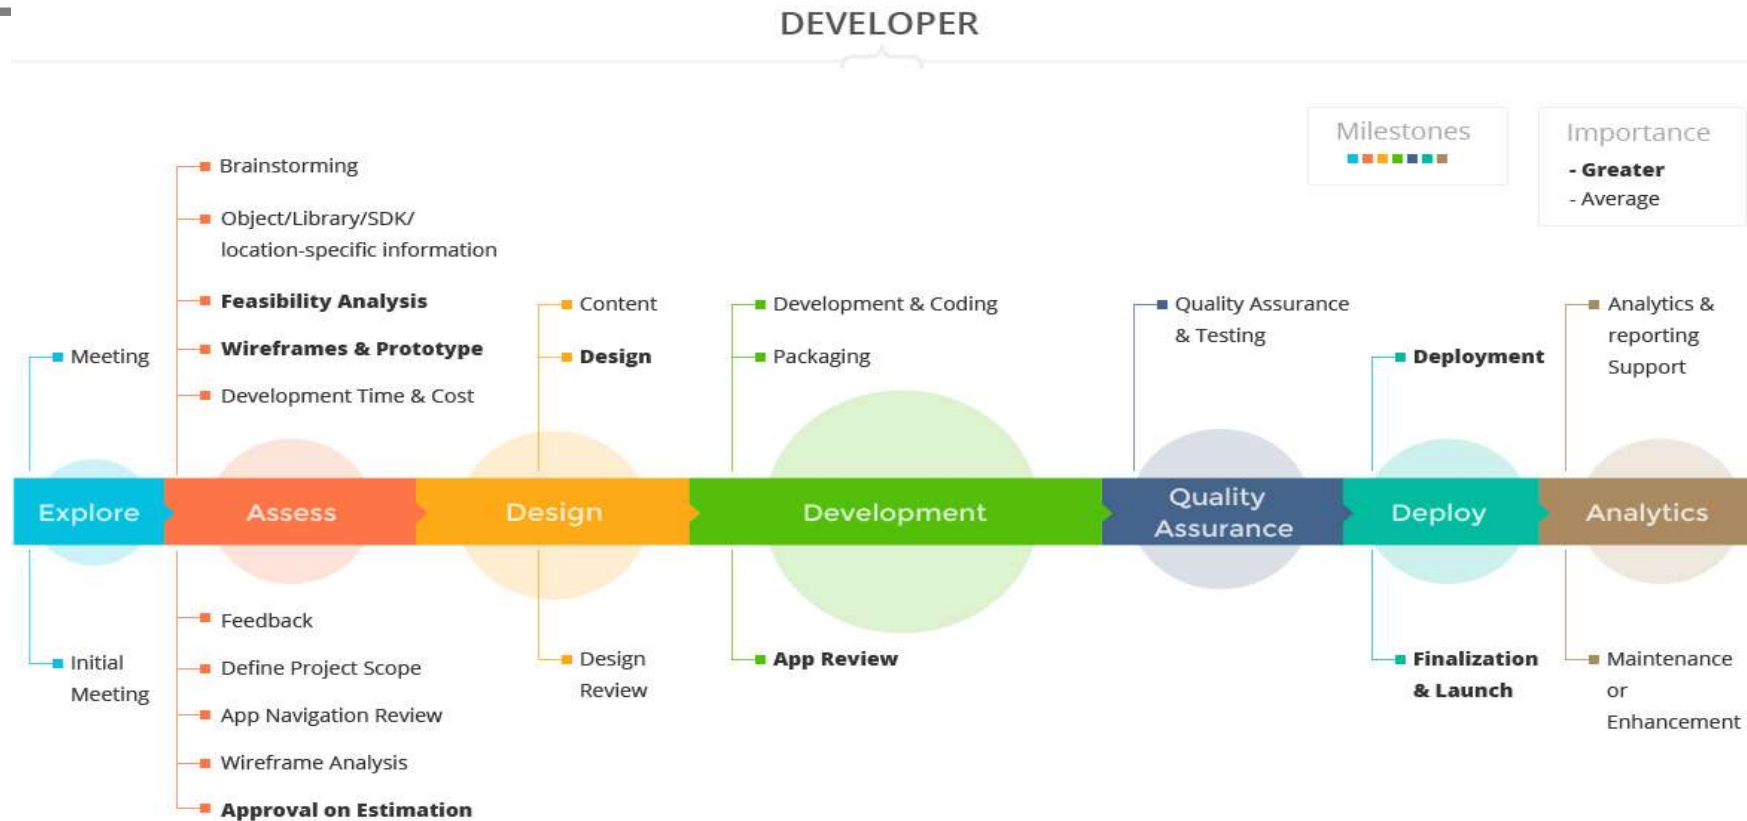 DEVELOPER
Milestones
Importance
- Greater
- Average
Brainstorming
Object/Library/SDK/
location-specific information
Feasibility Analysis
Wireframes & Prototype
Development Time & Cost
Meeting
Content
Design
Development & Coding
Packaging
Quality Assurance
& Testing
Deployment
Analytics &
reporting
Support
Explore
Assess
Design
Development
Quality
Assurance
Deploy
Analytics
Initial
Meeting
Feedback
Define Project Scope
App Navigation Review
Wireframe Analysis
Approval on Estimation
Design
Review
App Review
Finalization
& Launch
Maintenance
or
Enhancement